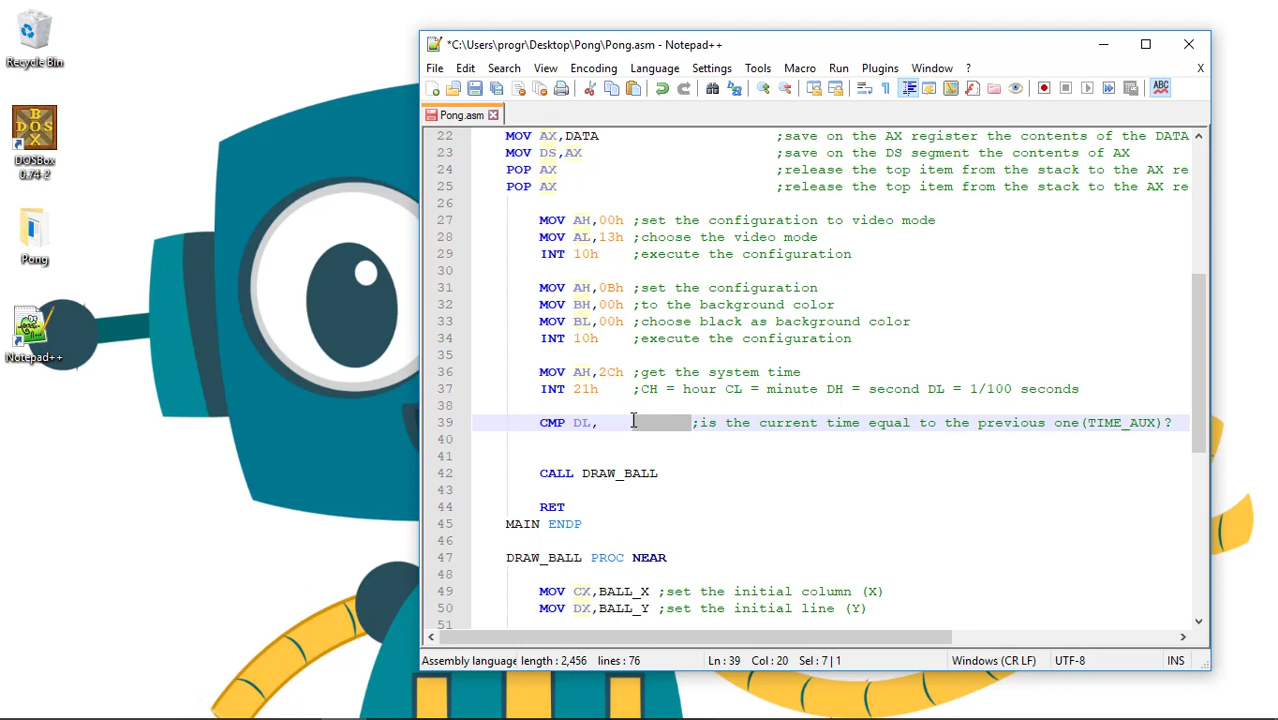 Recycle Bin
DOSBox
0.74-2
Pong
Notepad++
*C:\Users\progr\Desktop\Pong\Pong.asm - Notepad++
File Edit Search View Encoding Language Settings Tools Macro Run Plugins Window ? X
Pong.asm
22 MOV AX,DATA ;save on the AX register the contents of the DATA
23 MOV DS,AX ;save on the DS segment the contents of AX
24 POP AX ;release the top item from the stack to the AX re
25 POP AX ;release the top item from the stack to the AX re
26
27 MOV AH,00h ;set the configuration to video mode
28 MOV AL,13h ;choose the video mode
29 INT 10h ;execute the configuration
30
31 MOV AH,0Bh ;set the configuration
32 MOV BH,00h ;to the background color
33 MOV BL,00h ;choose black as background color
34 INT 10h ;execute the configuration
35
36 MOV AH,2Ch ;get the system time
37 INT 21h ;CH = hour CL = minute DH = second DL = 1/100 seconds
38
39 CMP DL, ;is the current time equal to the previous one(TIME_AUX)?
40
41
42 CALL DRAW_BALL
43
44 RET
45 MAIN ENDP
46
47 DRAW_BALL PROC NEAR
48
49 MOV CX,BALL_X ;set the initial column (X)
50 MOV DX,BALL_Y ;set the initial line (Y)
51
Assembly language length : 2,456 lines : 76 Ln : 39 Col : 20 Sel : 7 | 1 Windows (CR LF) UTF-8 INS